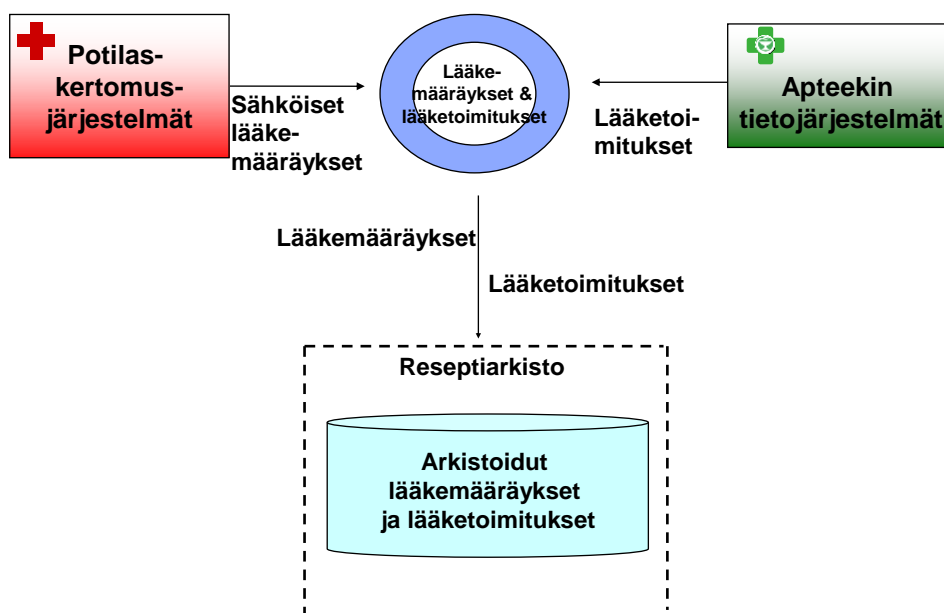 Potilas-
kertomus-
järjestelmät
Sähköiset
lääke-
määräykset
Lääke-
määräykset &
lääketoimitukset
Lääketoi-
mitukset
Apteekin
tietojärjestelmät
Lääkemääräykset
Lääketoimitukset
Reseptiarkisto
Arkistoidut
lääkemääräykset
ja lääketoimitukset